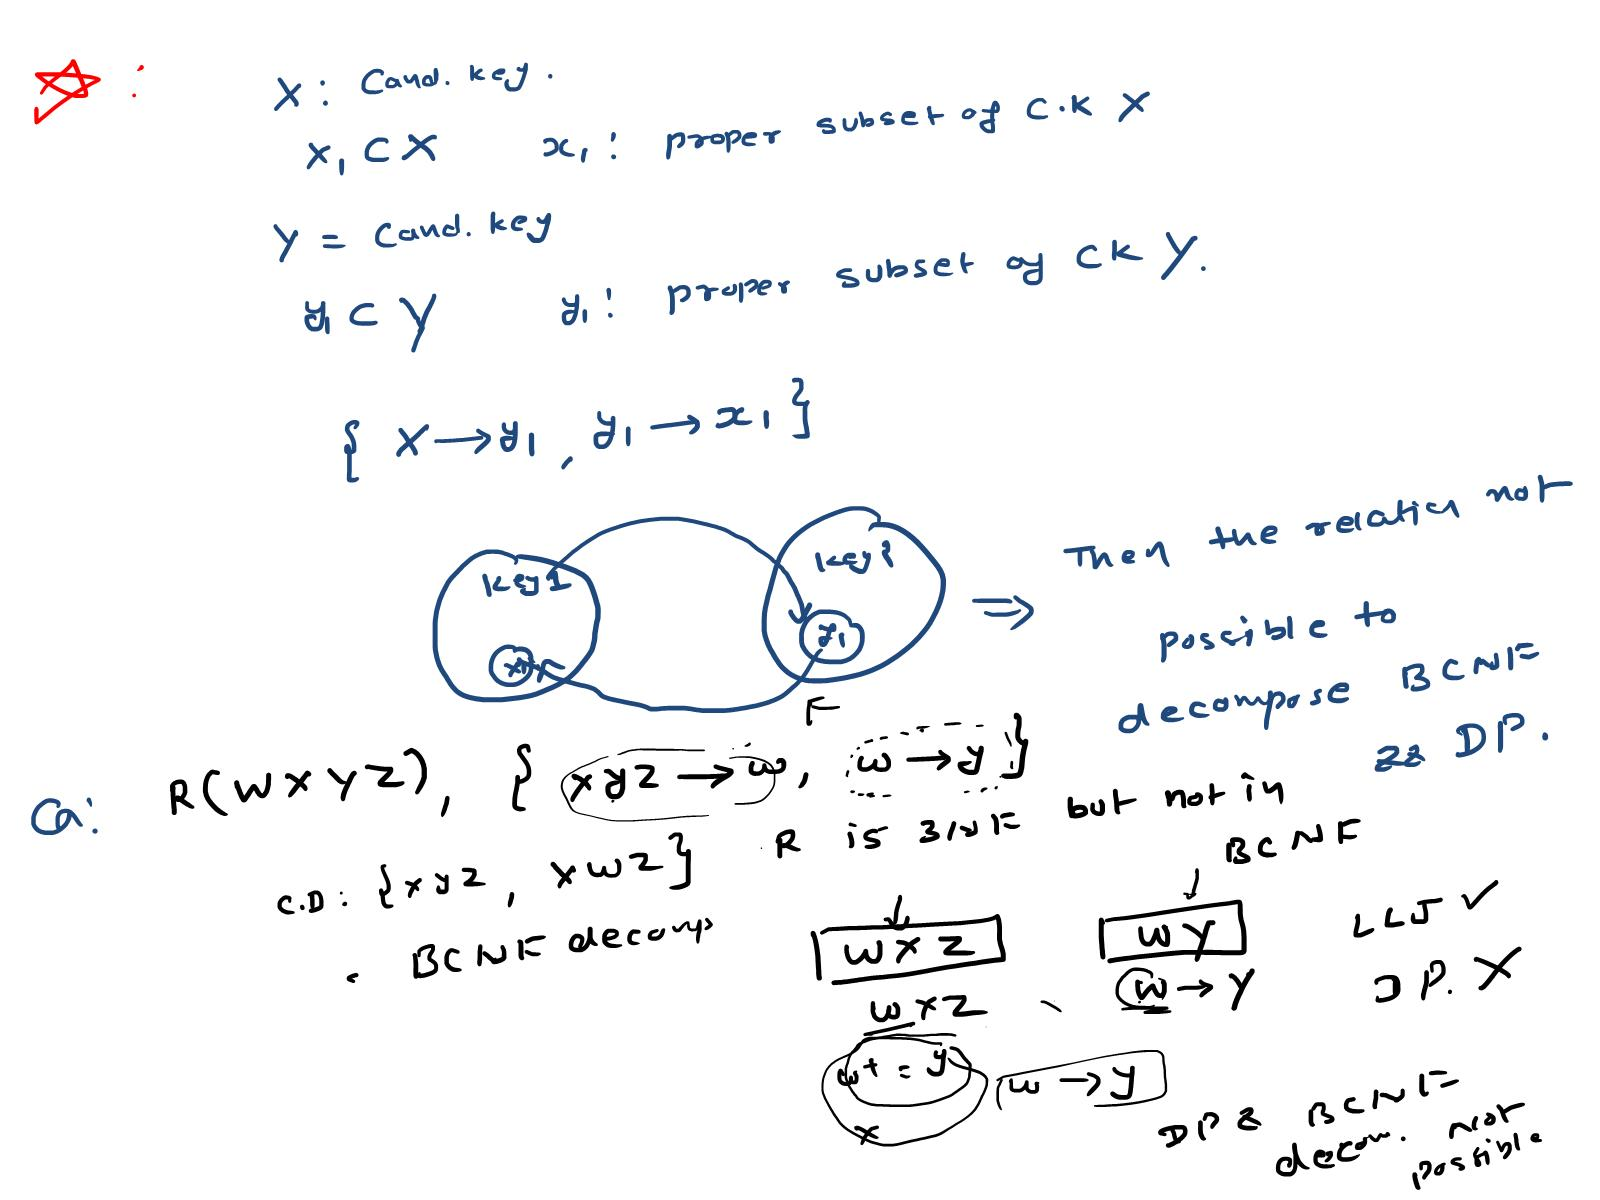 X : Cand. key .
x₁ ⊂ X x₁ : proper subset of C.K X
Y = Cand. key
y₁ ⊂ Y y₁ : proper subset of CK Y.
{ X → y₁ , y₁ → x₁ }
key1
y₁
⇒ Then the relation not
possible to
decompose BCNF
DP.
F
R(WXYZ), { xyz → w, w → y }
R is 3NF but not in
BCNF
C.D : { xyz , xwz }
BCNF decomp
WXZ
WY
LLJ ✓
WXZ
W → Y
DP. X
w⁺ = y
w → y
x
DP & BCNF
decom. not
possible